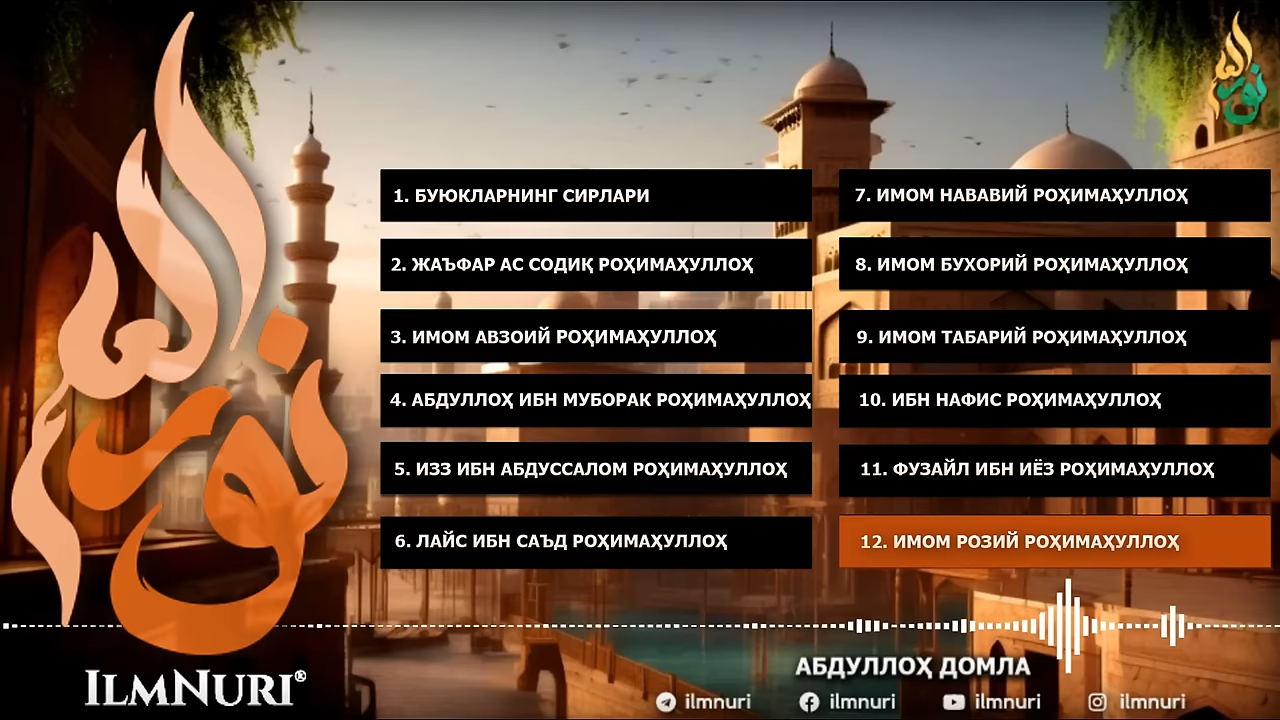 1. БУЮКЛАРНИНГ СИРЛАРИ
2. ЖАЪФАР АС СОДИҚ РОҲИМАҲУЛЛОҲ
3. ИМОМ АВЗОИЙ РОҲИМАҲУЛЛОҲ
4. АБДУЛЛОҲ ИБН МУБОРАК РОҲИМАҲУЛЛОҲ
5. ИЗЗ ИБН АБДУССАЛОМ РОҲИМАҲУЛЛОҲ
6. ЛАЙС ИБН САЪД РОҲИМАҲУЛЛОҲ
7. ИМОМ НАВАВИЙ РОҲИМАҲУЛЛОҲ
8. ИМОМ БУХОРИЙ РОҲИМАҲУЛЛОҲ
9. ИМОМ ТАБАРИЙ РОҲИМАҲУЛЛОҲ
10. ИБН НАФИС РОҲИМАҲУЛЛОҲ
11. ФУЗАЙЛ ИБН ИЁЗ РОҲИМАҲУЛЛОҲ
12. ИМОМ РОЗИЙ РОҲИМАҲУЛЛОҲ
АБДУЛЛОҲ ДОМЛА
ILMNURI®
ilmnuri ilmnuri ilmnuri ilmnuri